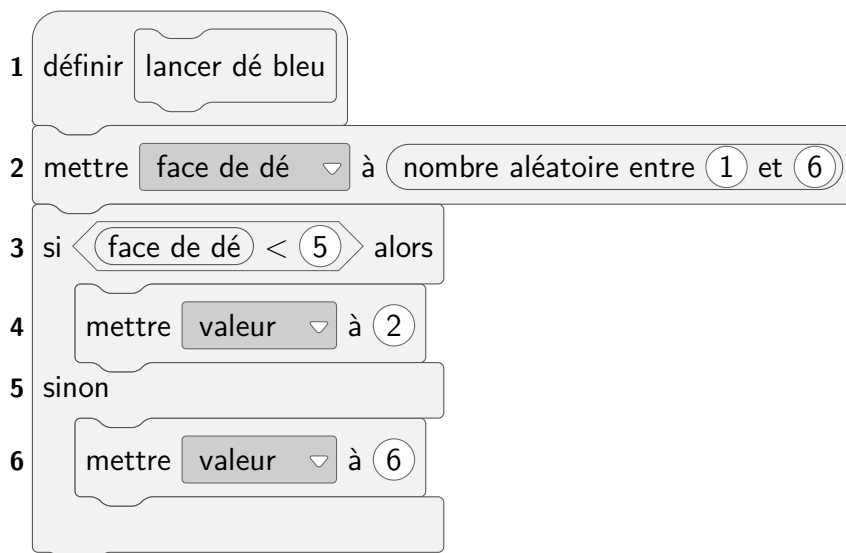 1 définir lancer dé bleu
2 mettre face de dé à nombre aléatoire entre 1 et 6
3 si face de dé < 5 alors
4 mettre valeur à 2
5 sinon
6 mettre valeur à 6